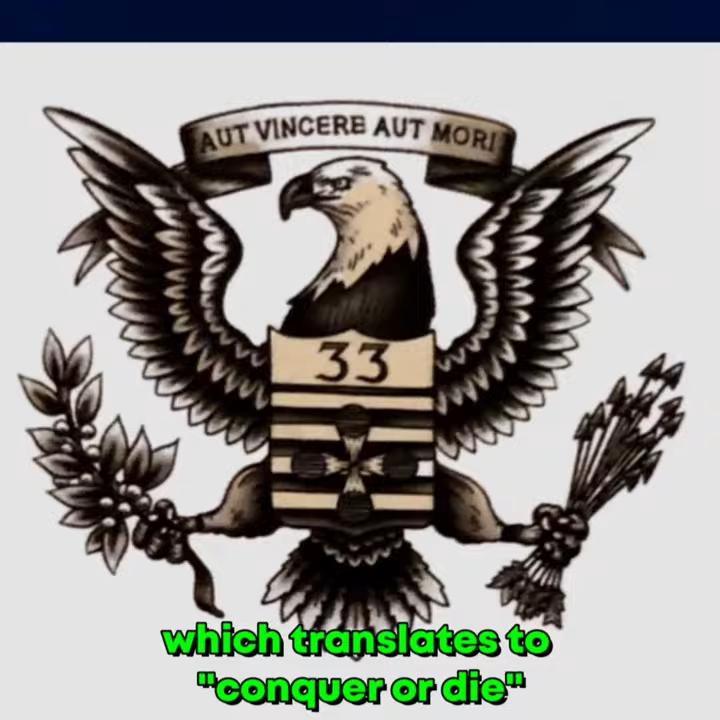 AUT VINCERE AUT MORI
33
which translates to
"conquer or die"